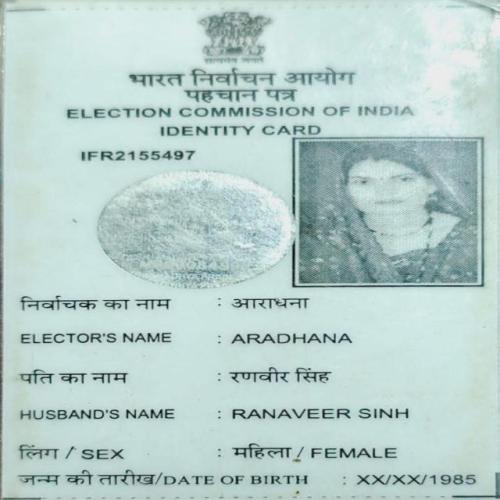 सत्यमेव जयते
भारत निर्वाचन आयोग
पहचान पत्र
ELECTION COMMISSION OF INDIA
IDENTITY CARD
IFR2155497
निर्वाचक का नाम : आराधना
ELECTOR'S NAME : ARADHANA
पति का नाम : रणवीर सिंह
HUSBAND'S NAME : RANAVEER SINH
लिंग / SEX : महिला / FEMALE
जन्म की तारीख/DATE OF BIRTH : XX/XX/1985